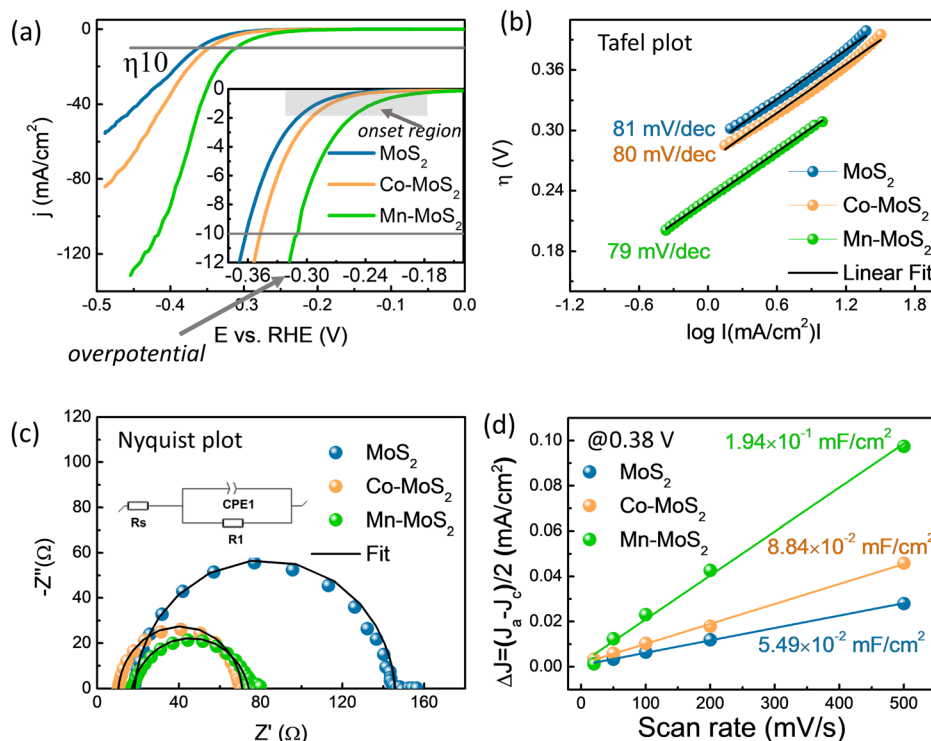 (a)
0
-40
-80
-120
j (mA/cm²)
η10
0
-2
-4
-6
-8
-10
-12
onset region
MoS₂
Co-MoS₂
Mn-MoS₂
-0.36
-0.30
-0.24
-0.18
-0.5
-0.4
-0.3
-0.2
-0.1
0.0
E vs. RHE (V)
overpotential
(b)
Tafel plot
0.36
0.30
0.24
0.18
η (V)
81 mV/dec
80 mV/dec
79 mV/dec
MoS₂
Co-MoS₂
Mn-MoS₂
Linear Fit
-1.2
-0.6
0.0
0.6
1.2
1.8
log I(mA/cm²)I
(c)
Nyquist plot
120
100
80
60
40
20
0
-Z''(Ω)
MoS₂
Co-MoS₂
Mn-MoS₂
Fit
Rs
CPE1
R1
0
40
80
120
160
Z' (Ω)
(d)
@0.38 V
MoS₂
Co-MoS₂
Mn-MoS₂
1.94×10⁻¹ mF/cm²
8.84×10⁻² mF/cm²
5.49×10⁻² mF/cm²
0.10
0.08
0.06
0.04
0.02
0.00
ΔJ=(Jₐ-J꜀)/2 (mA/cm²)
0
100
200
300
400
500
Scan rate (mV/s)